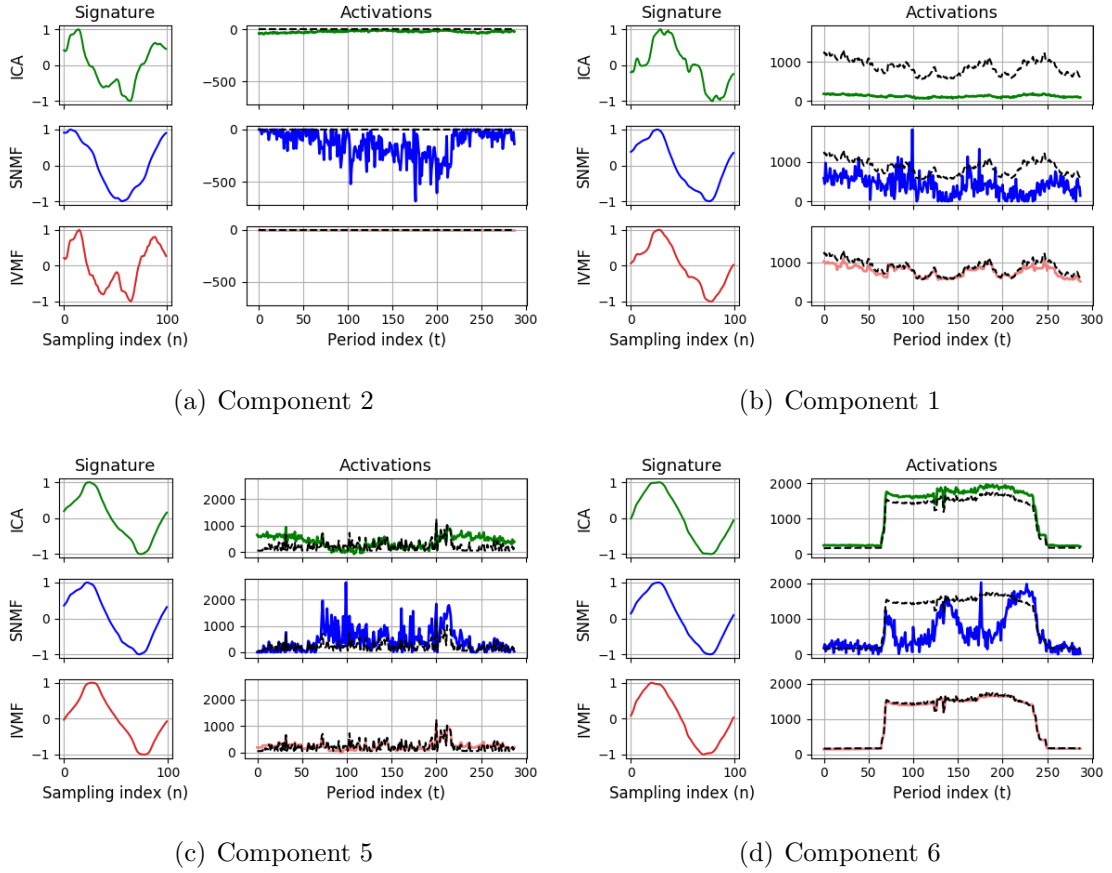 Signature Activations
ICA 1 0 −1 0 −500
SNMF 1 0 −1 0 −500
IVMF 1 0 −1 0 −500
0 100 0 50 100 150 200 250 300
Sampling index (n) Period index (t)
(a) Component 2
Signature Activations
ICA 1 0 −1 1000 0
SNMF 1 0 −1 1000 0
IVMF 1 0 −1 1000 0
0 100 0 50 100 150 200 250 300
Sampling index (n) Period index (t)
(b) Component 1
Signature Activations
ICA 1 0 −1 2000 1000 0
SNMF 1 0 −1 2000 1000 0
IVMF 1 0 −1 2000 1000 0
0 100 0 50 100 150 200 250 300
Sampling index (n) Period index (t)
(c) Component 5
Signature Activations
ICA 1 0 −1 2000 1000 0
SNMF 1 0 −1 2000 1000 0
IVMF 1 0 −1 2000 1000 0
0 100 0 50 100 150 200 250 300
Sampling index (n) Period index (t)
(d) Component 6